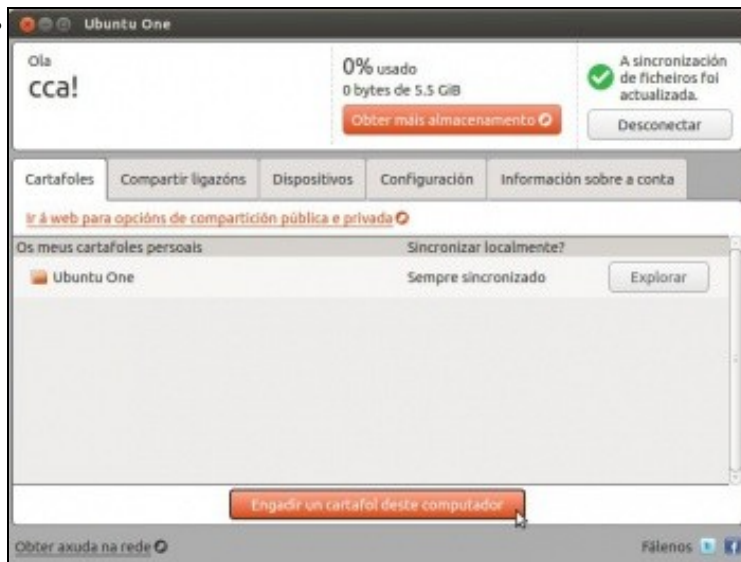 Ubuntu One
Ola
cca!
0% usado
0 bytes de 5.5 GiB
Obter máis almacenamento
A sincronización
de ficheiros foi
actualizada.
Desconectar
Cartafoles
Compartir ligazóns
Dispositivos
Configuración
Información sobre a conta
Ir á web para opcións de compartición pública e privada
Os meus cartafoles persoais
Sincronizar localmente?
Ubuntu One
Sempre sincronizado
Explorar
Engadir un cartafol deste computador
Obter axuda na rede
Fálenos